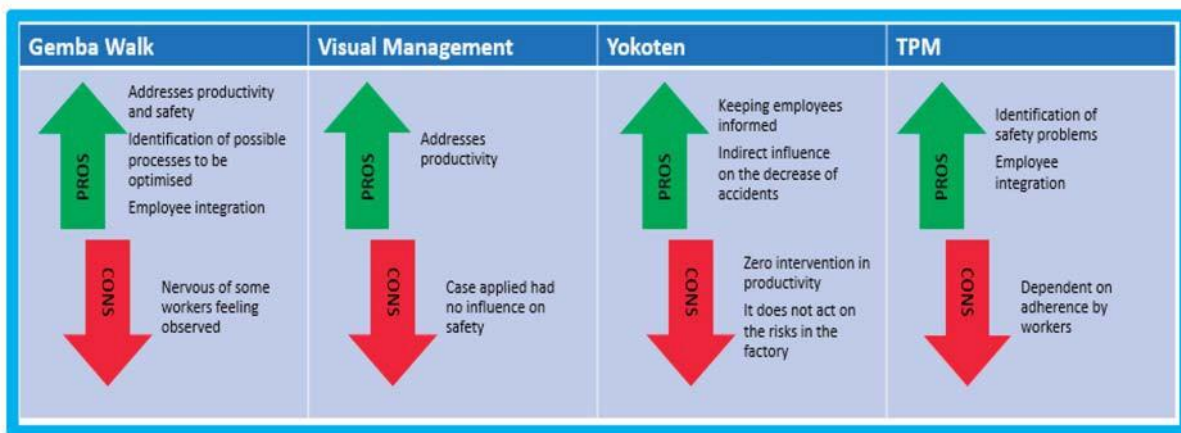 Gemba Walk
Addresses productivity
and safety
Identification of possible
processes to be
optimised
Employee integration
PROS
CONS
Nervous of some
workers feeling
observed
Visual Management
Addresses
productivity
PROS
CONS
Case applied had
no influence on
safety
Yokoten
Keeping employees
informed
Indirect influence
on the decrease of
accidents
PROS
CONS
Zero intervention in
productivity
It does not act on
the risks in the
factory
TPM
Identification of
safety problems
Employee
integration
PROS
CONS
Dependent on
adherence by
workers